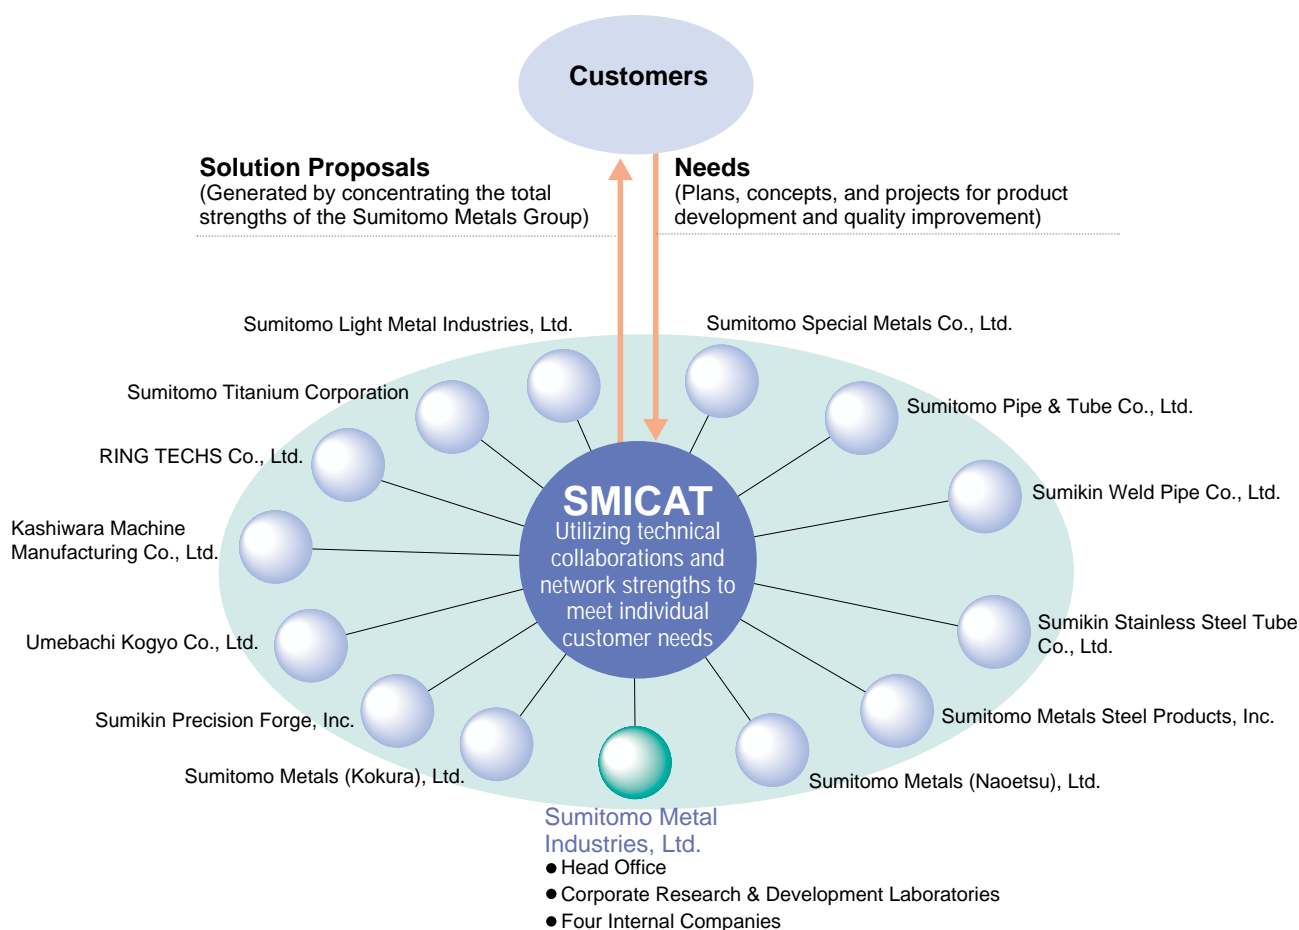 Customers
Solution Proposals
(Generated by concentrating the total
strengths of the Sumitomo Metals Group)
Needs
(Plans, concepts, and projects for product
development and quality improvement)
Sumitomo Light Metal Industries, Ltd.
Sumitomo Special Metals Co., Ltd.
Sumitomo Titanium Corporation
Sumitomo Pipe & Tube Co., Ltd.
RING TECHS Co., Ltd.
Sumikin Weld Pipe Co., Ltd.
Kashiwara Machine
Manufacturing Co., Ltd.
SMICAT
Utilizing technical
collaborations and
network strengths to
meet individual
customer needs
Umebachi Kogyo Co., Ltd.
Sumikin Stainless Steel Tube
Co., Ltd.
Sumikin Precision Forge, Inc.
Sumitomo Metals Steel Products, Inc.
Sumitomo Metals (Kokura), Ltd.
Sumitomo Metals (Naoetsu), Ltd.
Sumitomo Metal
Industries, Ltd.
● Head Office
● Corporate Research & Development Laboratories
● Four Internal Companies